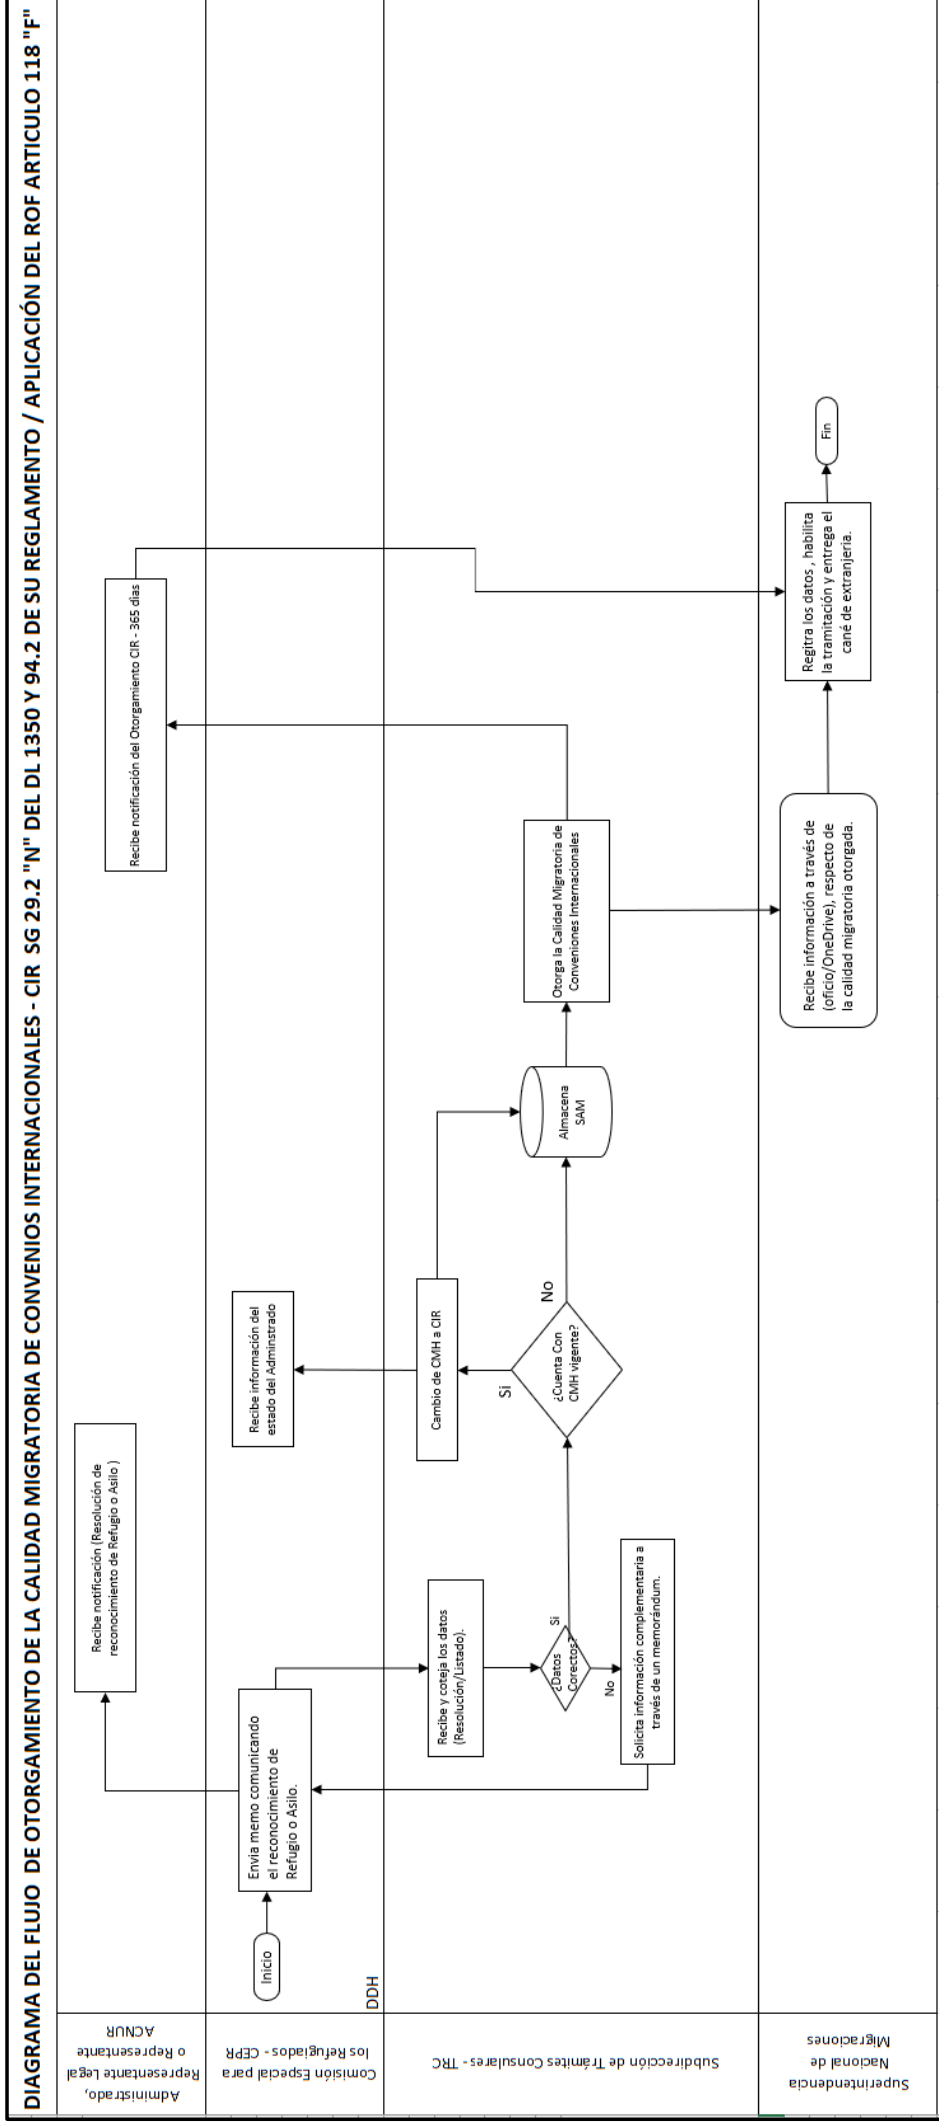 DIAGRAMA DEL FLUJO DE OTORGAMIENTO DE LA CALIDAD MIGRATORIA DE CONVENIOS INTERNACIONALES - CIR SG 29.2 "N" DEL DL 1350 Y 94.2 DE SU REGLAMENTO / APLICACIÓN DEL ROF ARTICULO 118 "F"
Administrado,
Representante Legal
o Representante
ACNUR
Recibe notificación (Resolución de
reconocimiento de Refugio o Asilo )
Recibe notificación del Otorgamiento CIR - 365 dias
Comisión Especial para
los Refugiados - CEPR
DDH
Inicio
Envia memo comunicando
el reconocimiento de
Refugio o Asilo.
Recibe información del
estado del Adminstrado
Subdirección de Trámites Consulares - TRC
Recibe y coteja los datos
(Resolución/Listado).
¿Datos
Corectos?
Si
No
Solicita información complementaria a
través de un memorándum.
¿Cuenta Con
CMH vigente?
Si
No
Cambio de CMH a CIR
Almacena
SAM
Otorga la Calidad Migratoria de
Conveniones Internacionales
Superintendencia
Nacional de
Migraciones
Recibe información a través de
(oficio/OneDrive), respecto de
la calidad migratoria otorgada.
Regitra los datos , habilita
la tramitación y entrega el
cané de extranjeria.
Fin